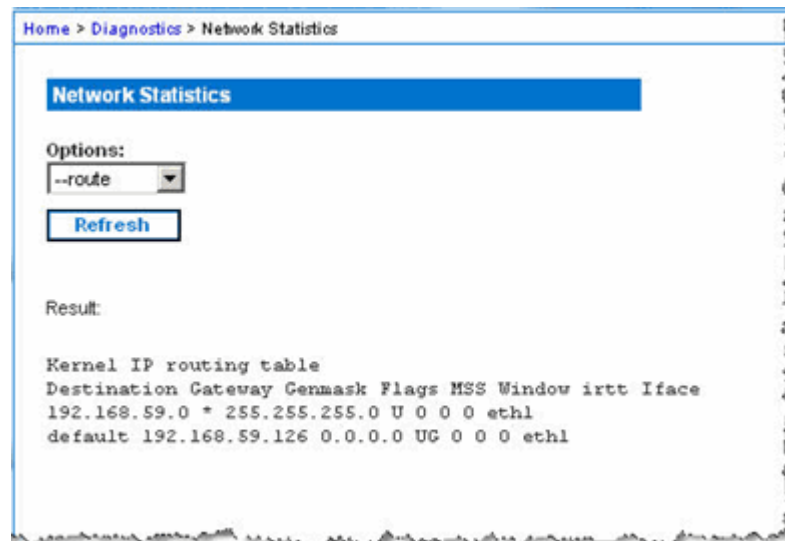 Home > Diagnostics > Network Statistics
Network Statistics
Options:
--route
Refresh
Result:
Kernel IP routing table
Destination Gateway Genmask Flags MSS Window irtt Iface
192.168.59.0 * 255.255.255.0 U 0 0 0 eth1
default 192.168.59.126 0.0.0.0 UG 0 0 0 eth1